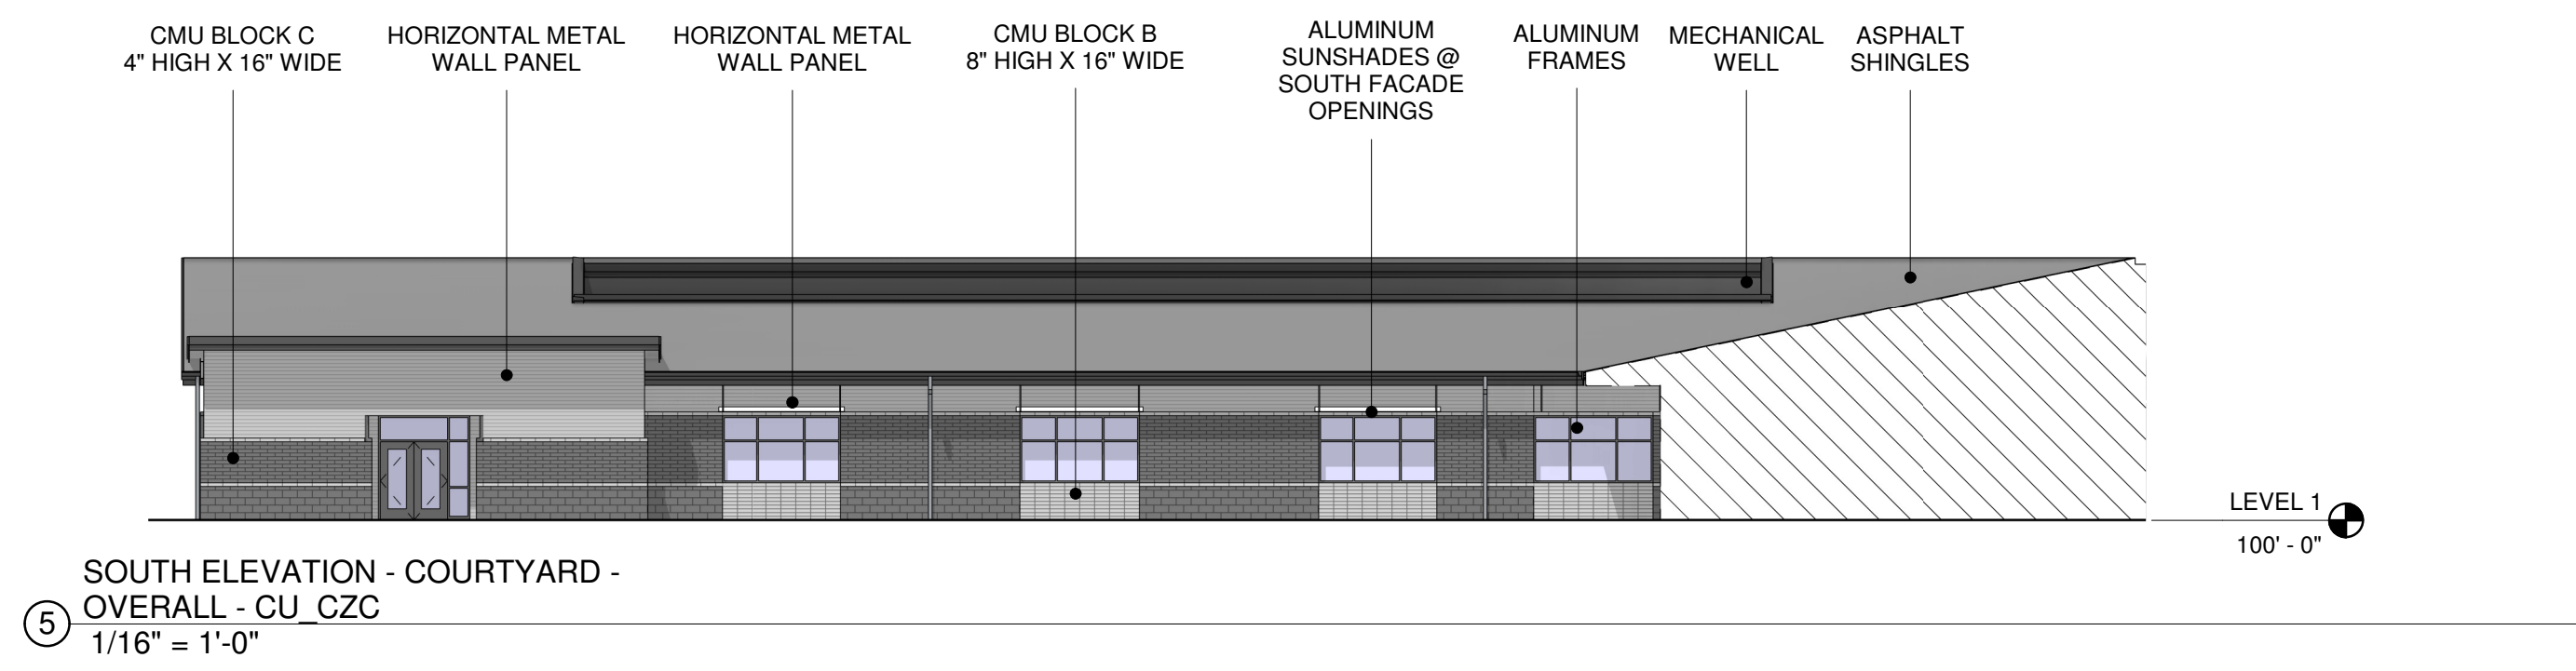 CMU BLOCK C
4" HIGH X 16" WIDE
HORIZONTAL METAL
WALL PANEL
HORIZONTAL METAL
WALL PANEL
CMU BLOCK B
8" HIGH X 16" WIDE
ALUMINUM
SUNSHADES @
SOUTH FACADE
OPENINGS
ALUMINUM
FRAMES
MECHANICAL
WELL
ASPHALT
SHINGLES
LEVEL 1
100' - 0"
5
SOUTH ELEVATION - COURTYARD -
OVERALL - CU_CZC
1/16" = 1'-0"